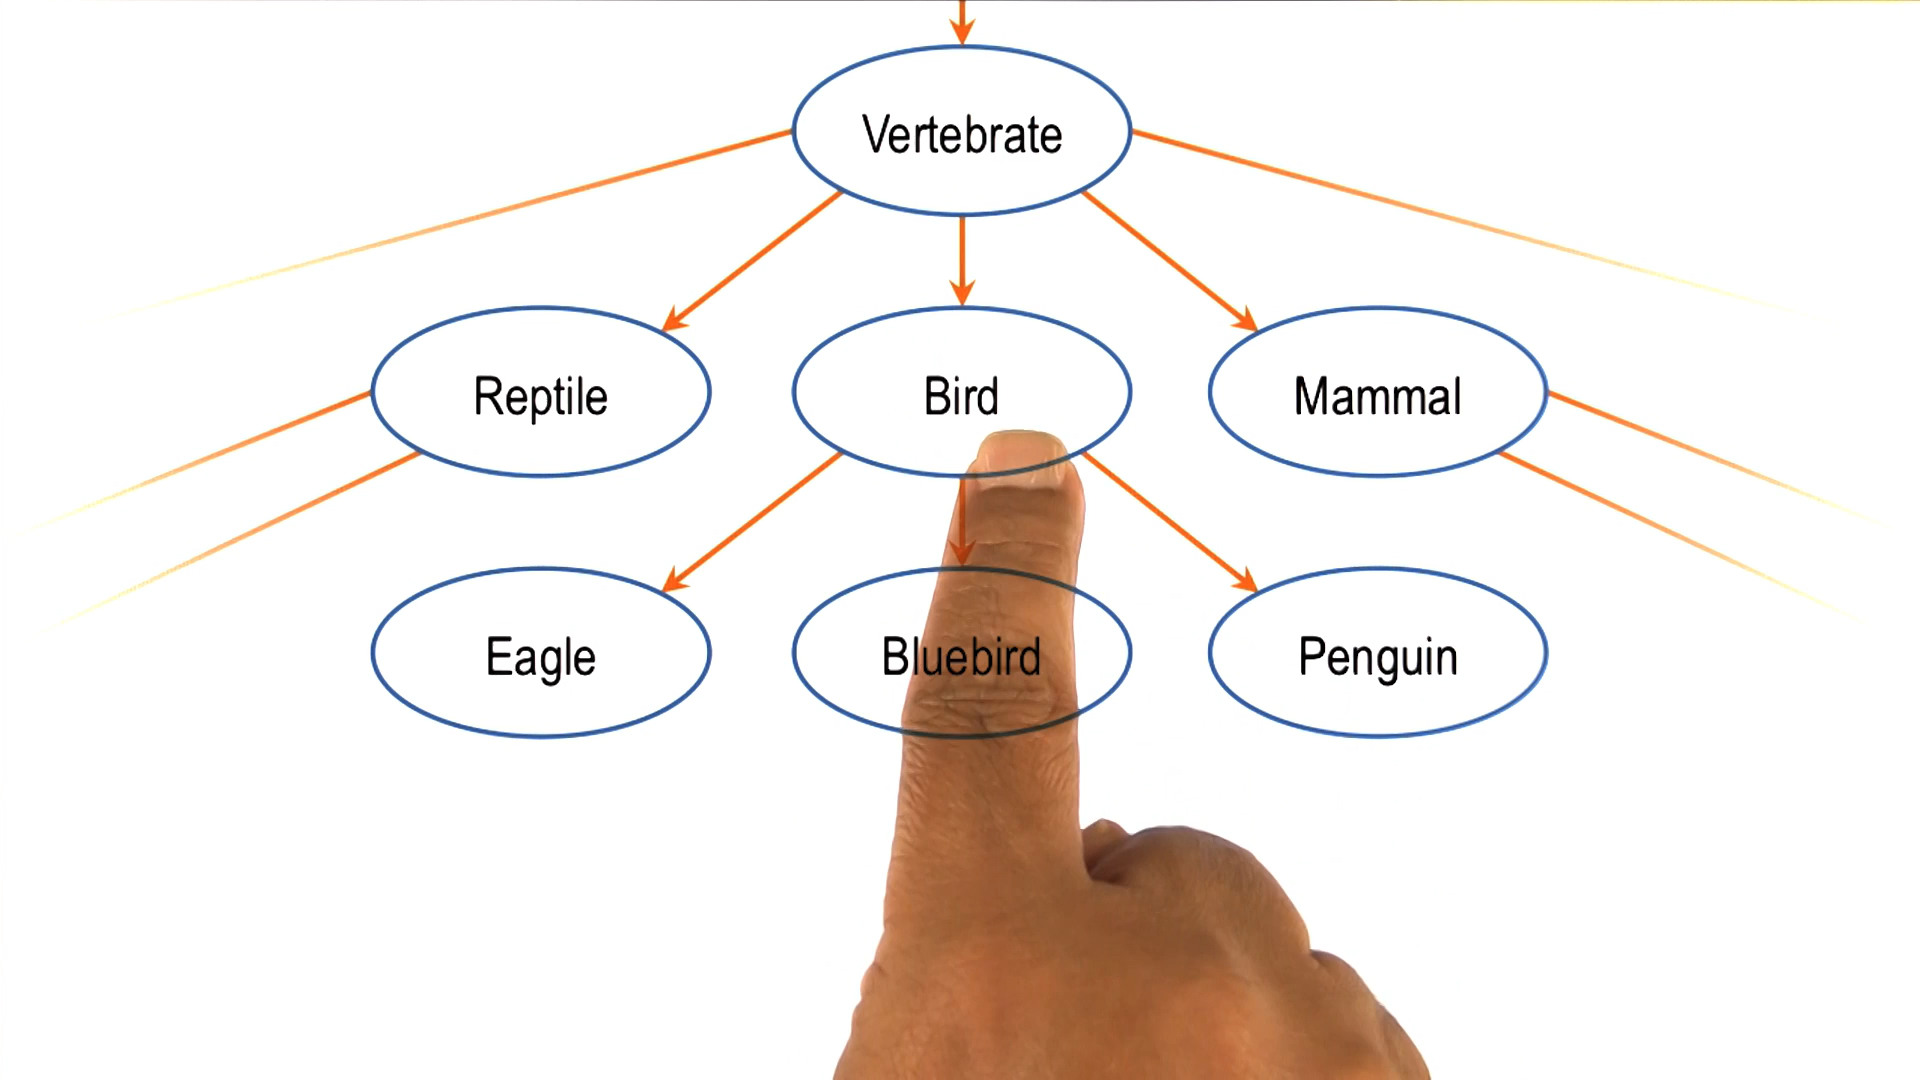 Vertebrate
Reptile
Bird
Mammal
Eagle
Bluebird
Penguin